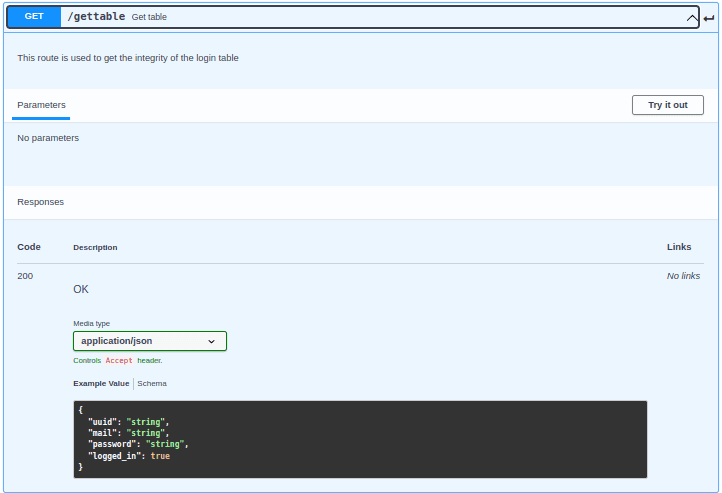 GET /gettable Get table
This route is used to get the integrity of the login table
Parameters Try it out
No parameters
Responses
Code Description Links
200 No links
OK
Media type
application/json
Controls Accept header.
Example Value Schema
{
"uuid": "string",
"mail": "string",
"password": "string",
"logged_in": true
}